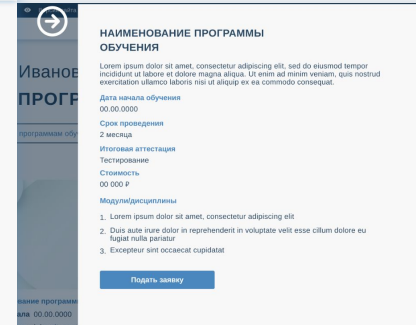 сайта
НАИМЕНОВАНИЕ ПРОГРАММЫ
ОБУЧЕНИЯ
Lorem ipsum dolor sit amet, consectetur adipiscing elit, sed do eiusmod tempor
incididunt ut labore et dolore magna aliqua. Ut enim ad minim veniam, quis nostrud
exercitation ullamco laboris nisi ut aliquip ex ea commodo consequat.
Дата начала обучения
00.00.0000
Срок проведения
2 месяца
Итоговая аттестация
Тестирование
Стоимость
00 000 ₽
Модули/дисциплины
1. Lorem ipsum dolor sit amet, consectetur adipiscing elit
2. Duis aute irure dolor in reprehenderit in voluptate velit esse cillum dolore eu
fugiat nulla pariatur
3. Excepteur sint occaecat cupidatat
Подать заявку
Иванов
ПРОГР
программам обу
вание программ
ала 00.00.0000